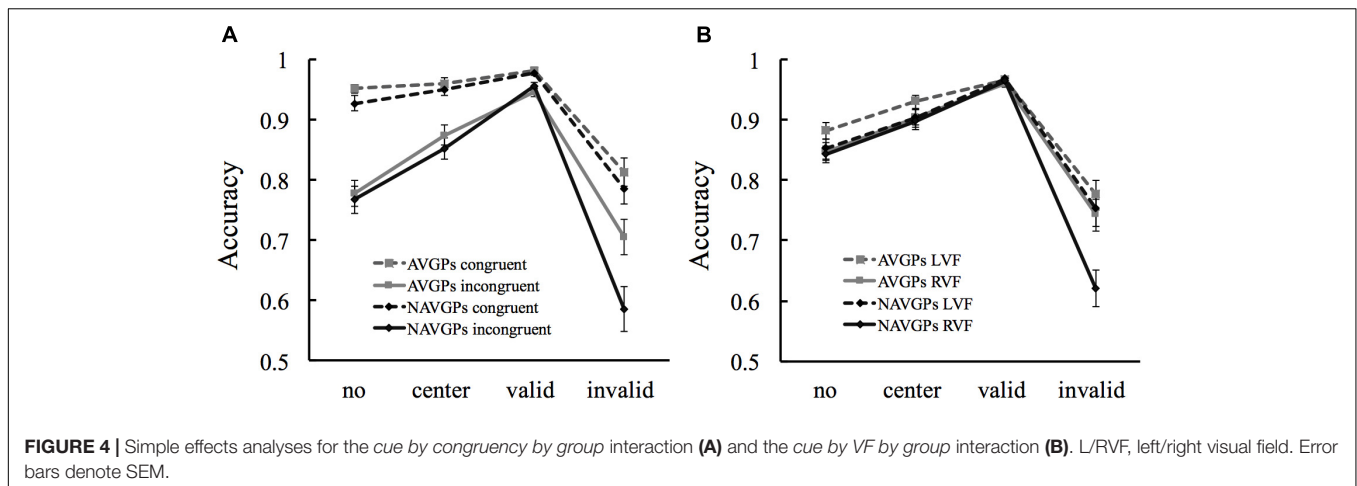 A
1
0.9
0.8
0.7
0.6
0.5
Accuracy
AVGPs congruent
AVGPs incongruent
NAVGPs congruent
NAVGPs incongruent
no center valid invalid
B
1
0.9
0.8
0.7
0.6
0.5
Accuracy
AVGPs LVF
AVGPs RVF
NAVGPs LVF
NAVGPs RVF
no center valid invalid
FIGURE 4 | Simple effects analyses for the cue by congruency by group interaction (A) and the cue by VF by group interaction (B). L/RVF, left/right visual field. Error
bars denote SEM.